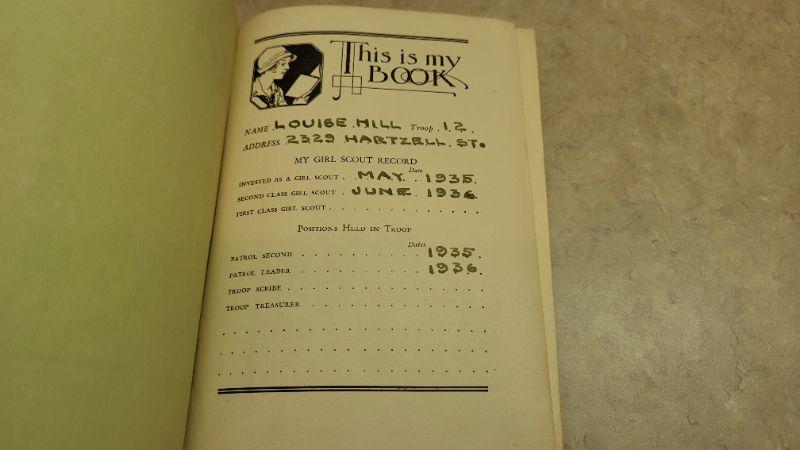 This is my
BOOK
NAME LOUISE HILL Troop 12.
ADDRESS 2329 HARTZELL ST.
MY GIRL SCOUT RECORD
Date
INVESTED AS A GIRL SCOUT . MAY . . 1935.
SECOND CLASS GIRL SCOUT . JUNE . 1936.
FIRST CLASS GIRL SCOUT . . . . . . . . . . . . .
POSITIONS HELD IN TROOP
Dates
PATROL SECOND . . . . . . . . . . 1935.
PATROL LEADER . . . . . . . . . . 1936.
TROOP SCRIBE . . . . . . . . . . . . . . . . .
TROOP TREASURER . . . . . . . . . . . . . . .